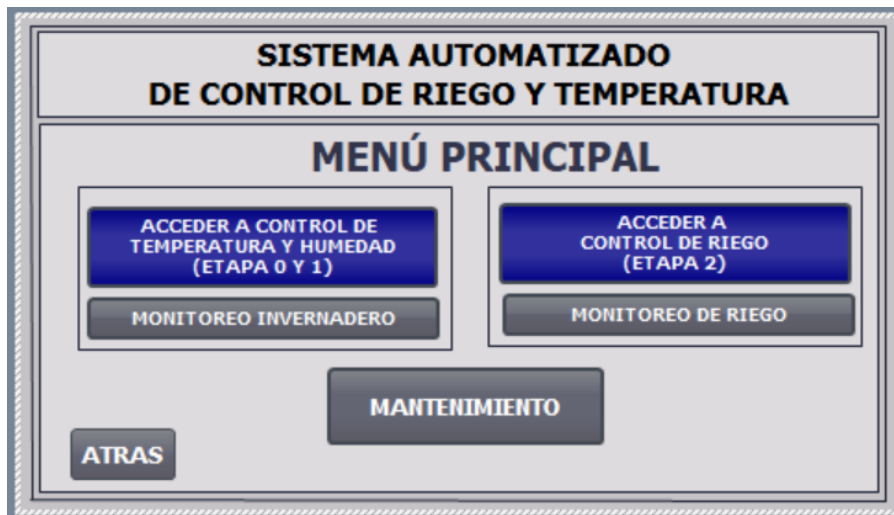 SISTEMA AUTOMATIZADO
DE CONTROL DE RIEGO Y TEMPERATURA
MENÚ PRINCIPAL
ACCEDER A CONTROL DE
TEMPERATURA Y HUMEDAD
(ETAPA 0 Y 1)
MONITOREO INVERNADERO
ACCEDER A
CONTROL DE RIEGO
(ETAPA 2)
MONITOREO DE RIEGO
MANTENIMIENTO
ATRAS